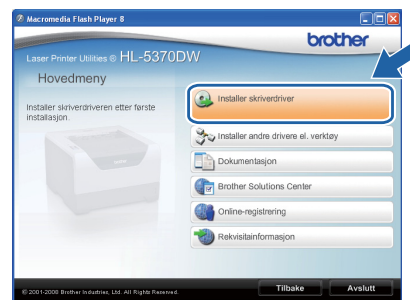 Macromedia Flash Player 8
brother
Laser Printer Utilities ® HL-5370DW
Hovedmeny
Installer skriverdriveren etter første
installasjon.
Installer skriverdriver
Installer andre drivere el. verktøy
Dokumentasjon
Brother Solutions Center
Online-registrering
Rekvisitainformasjon
© 2001-2008 Brother Industries, Ltd. All Rights Reserved.
Tilbake
Avslutt